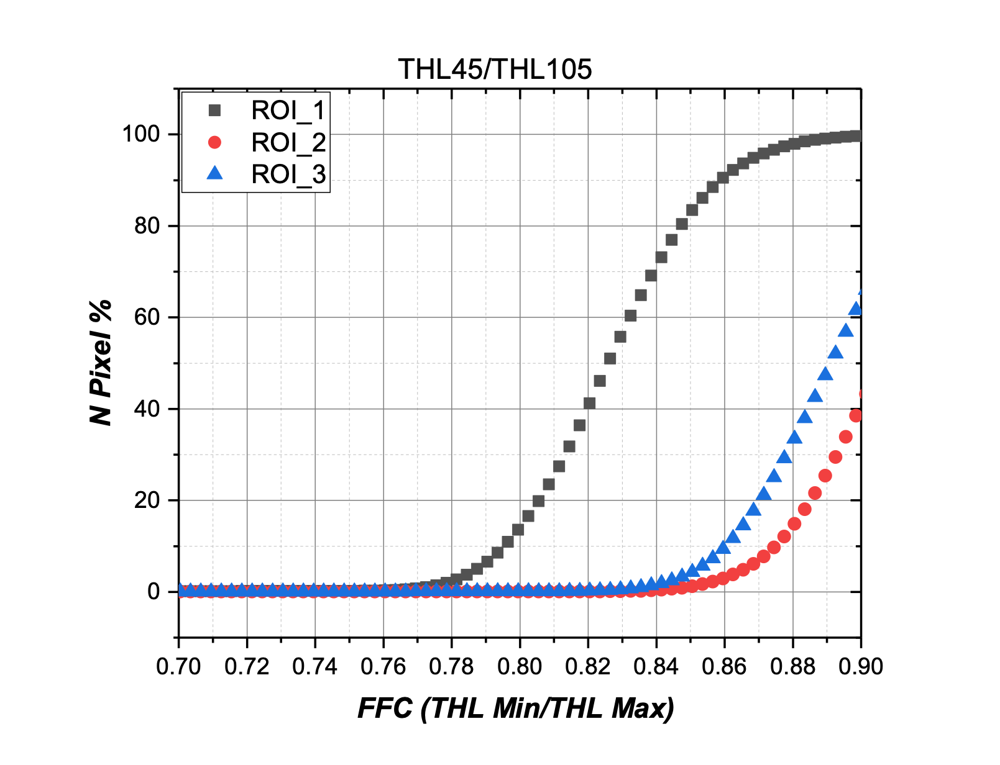 THL45/THL105
ROI_1
ROI_2
ROI_3
100
80
60
40
20
0
N Pixel %
0.70 0.72 0.74 0.76 0.78 0.80 0.82 0.84 0.86 0.88 0.90
FFC (THL Min/THL Max)